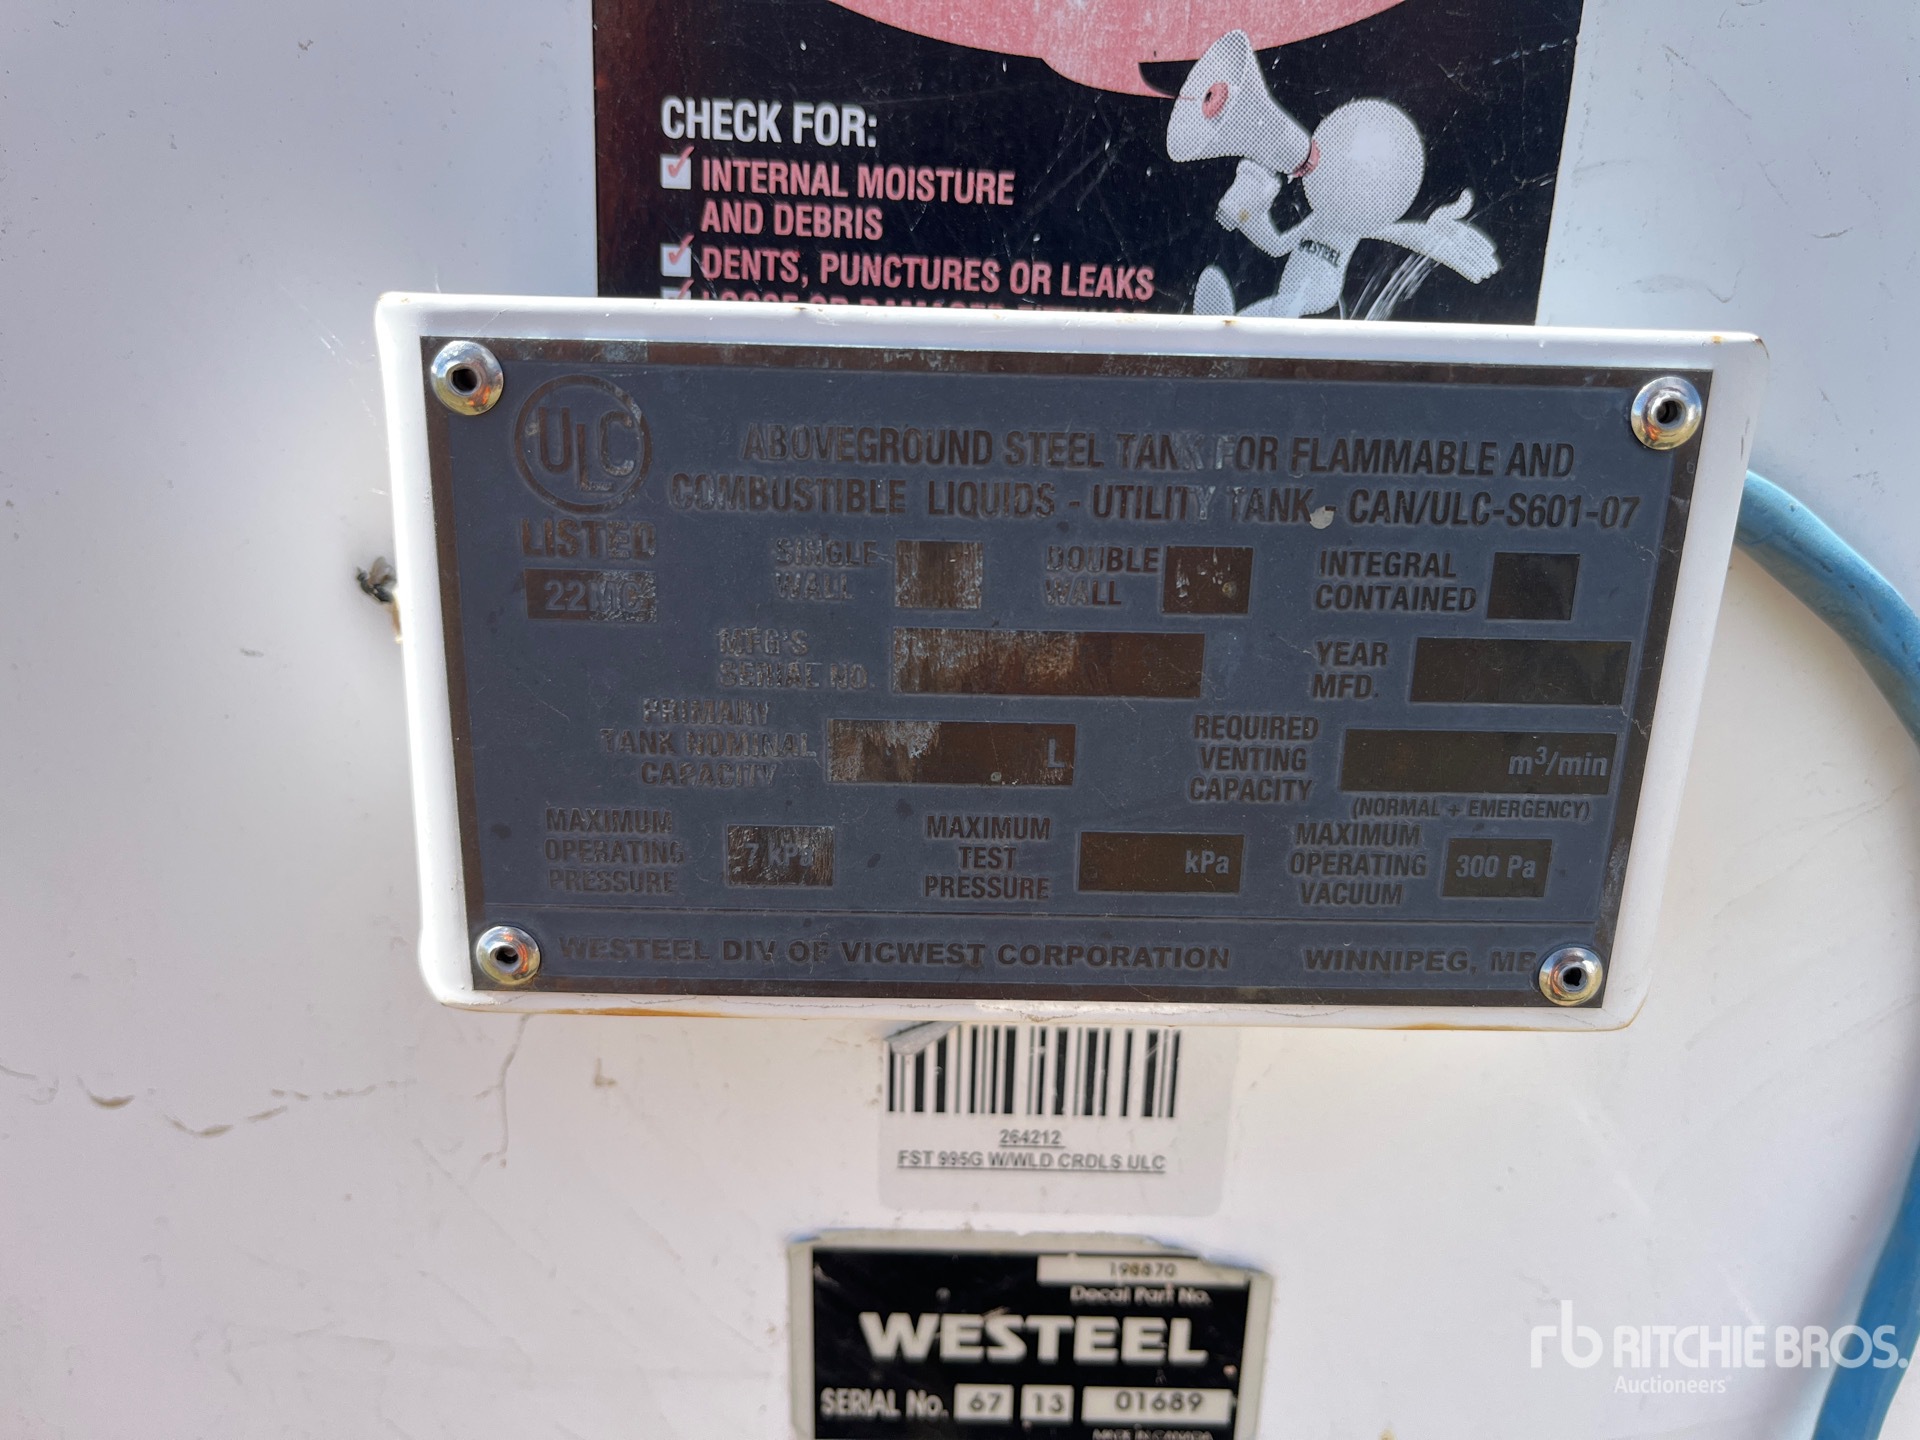 CHECK FOR:
INTERNAL MOISTURE
AND DEBRIS
DENTS, PUNCTURES OR LEAKS
WESTEEL
ULC
LISTED
22MC
ABOVEGROUND STEEL TANK FOR FLAMMABLE AND
COMBUSTIBLE LIQUIDS - UTILITY TANK - CAN/ULC-S601-07
SINGLE
WALL
DOUBLE
WALL
INTEGRAL
CONTAINED
MFG'S
SERIAL NO.
YEAR
MFD.
PRIMARY
TANK NOMINAL
CAPACITY
L
REQUIRED
VENTING
CAPACITY
m³/min
(NORMAL + EMERGENCY)
MAXIMUM
OPERATING
PRESSURE
7 kPa
MAXIMUM
TEST
PRESSURE
kPa
MAXIMUM
OPERATING
VACUUM
300 Pa
WESTEEL DIV OF VICWEST CORPORATION WINNIPEG, MB
264212
FST 995G W/WLD CRDLS ULC
198870
Decal Part No.
WESTEEL
SERIAL No. 67 13 01689
MADE IN CANADA
rb RITCHIE BROS.
Auctioneers